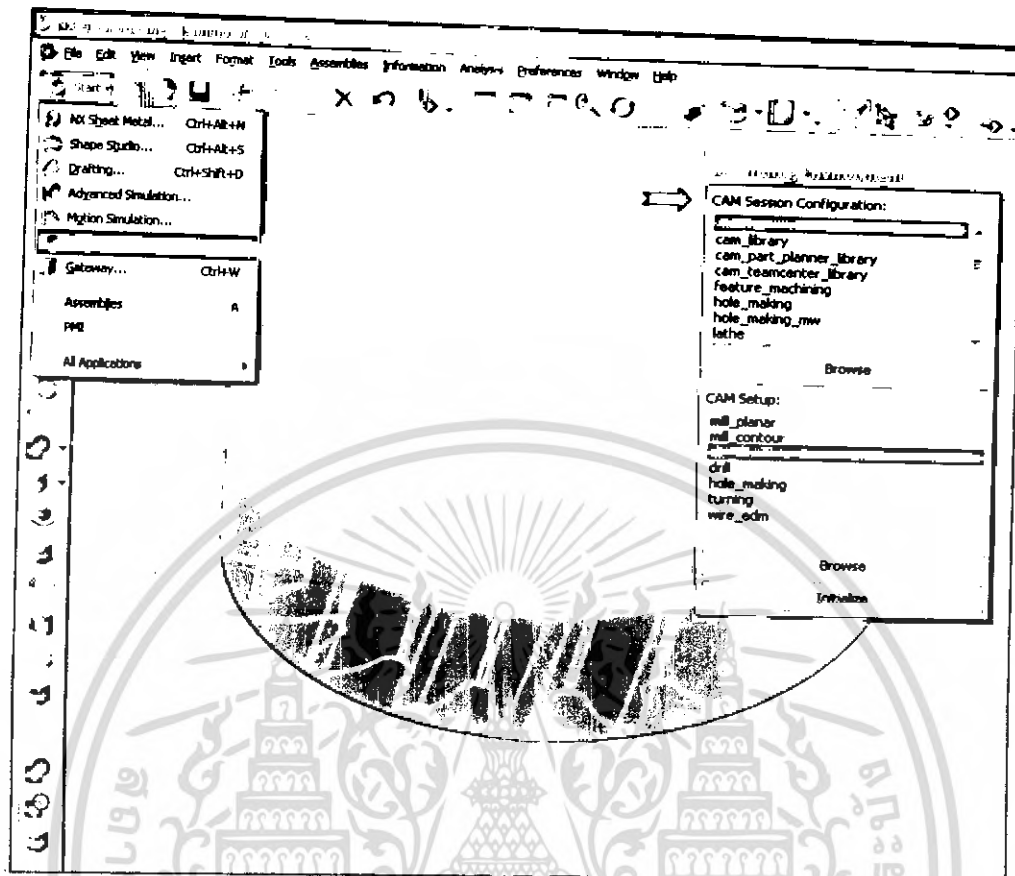 File Edit View Insert Format Tools Assemblies Information Analysis Preferences Window Help
Start
NX Sheet Metal... Ctrl+Alt+N
Shape Studio... Ctrl+Alt+S
Drafting... Ctrl+Shift+D
Advanced Simulation...
Motion Simulation...
Gateway... Ctrl+W
Assemblies A
PMI
All Applications
CAM Session Configuration:
cam_library
cam_part_planner_library
cam_teamcenter_library
feature_machining
hole_making
hole_making_mw
lathe
Browse
CAM Setup:
mill_planar
mill_contour
drill
hole_making
turning
wire_edm
Browse
Initialize